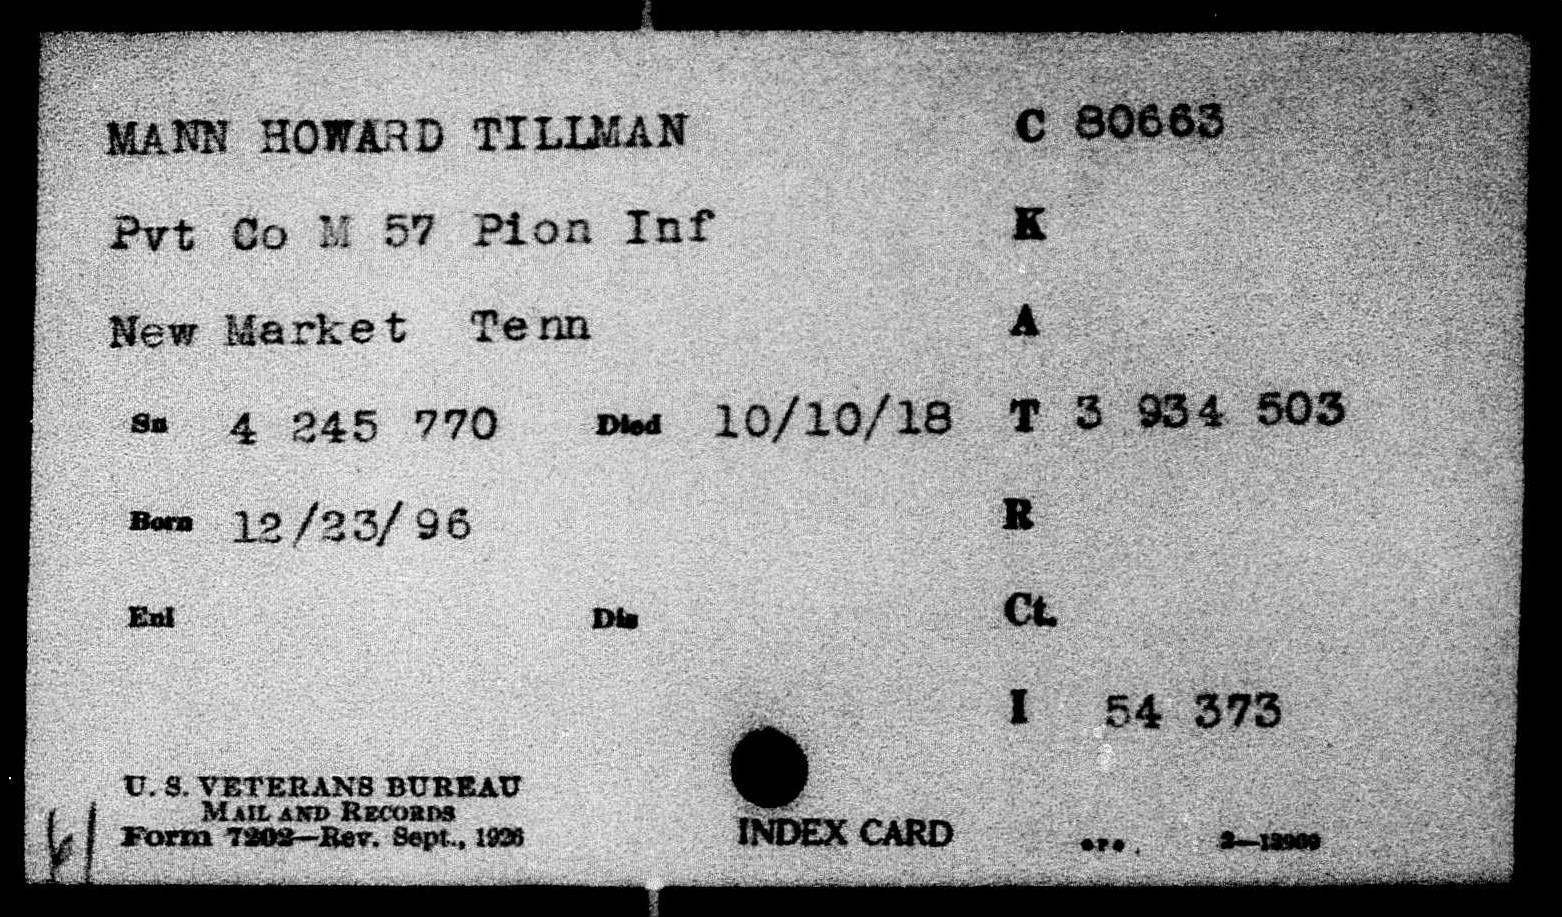 MANN HOWARD TILLMAN C 80663
Pvt Co M 57 Pion Inf K
New Market Tenn A
Sn 4 245 770 Died 10/10/18 T 3 934 503
Born 12/23/96 R
Enl Dis Ct.
I 54 373
U. S. VETERANS BUREAU
MAIL AND RECORDS
Form 7202—Rev. Sept., 1926 INDEX CARD